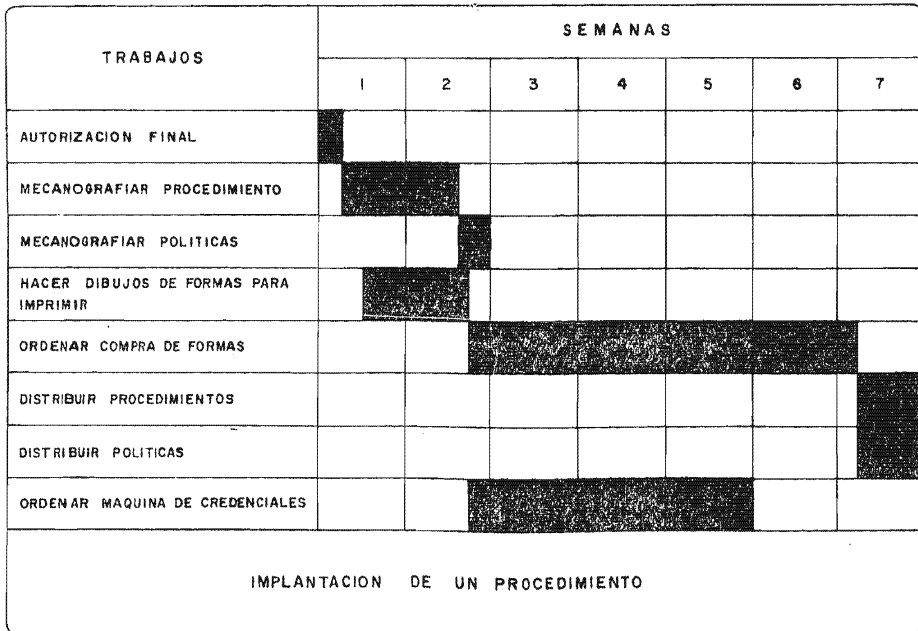 TRABAJOS
SEMANAS
1 2 3 4 5 6 7
AUTORIZACION FINAL
MECANOGRAFIAR PROCEDIMIENTO
MECANOGRAFIAR POLITICAS
HACER DIBUJOS DE FORMAS PARA
IMPRIMIR
ORDENAR COMPRA DE FORMAS
DISTRIBUIR PROCEDIMIENTOS
DISTRIBUIR POLITICAS
ORDENAR MAQUINA DE CREDENCIALES
IMPLANTACION DE UN PROCEDIMIENTO